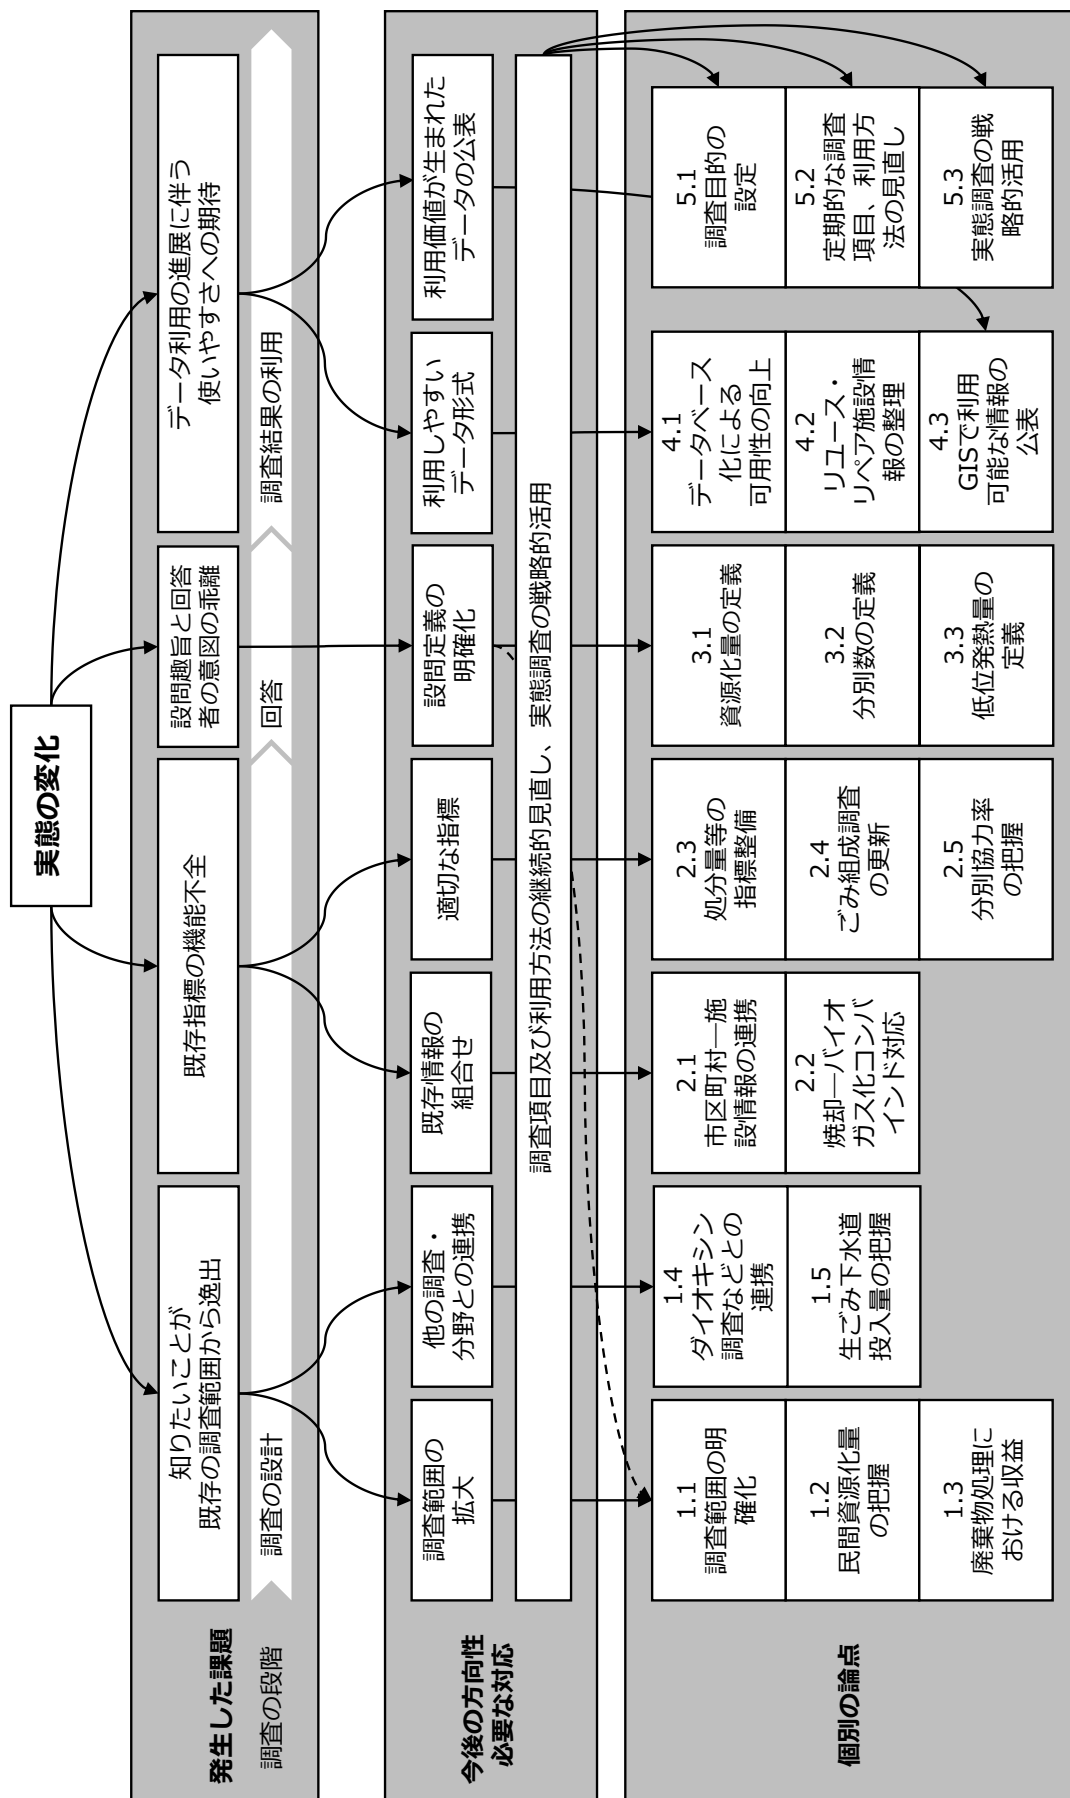 実態の変化
発生した課題
知りたいことが
既存の調査範囲から逸出
既存指標の機能不全
設問趣旨と回答
者の意図の乖離
データ利用の進展に伴う
使いやすさへの期待
調査の段階
調査の設計
回答
調査結果の利用
今後の方向性
必要な対応
調査範囲の
拡大
他の調査・
分野との連携
既存情報の
組合せ
適切な指標
設問定義の
明確化
利用しやすい
データ形式
利用価値が生まれた
データの公表
調査項目及び利用方法の継続的見直し、実態調査の戦略的活用
個別の論点
1.1
調査範囲の明
確化
1.2
民間資源化量
の把握
1.3
廃棄物処理に
おける収益
1.4
ダイオキシン
調査などとの
連携
1.5
生ごみ下水道
投入量の把握
2.1
市区町村―施
設情報の連携
2.2
焼却―バイオ
ガス化コンバ
インド対応
2.3
処分量等の
指標整備
2.4
ごみ組成調査
の更新
2.5
分別協力率
の把握
3.1
資源化量の定義
3.2
分別数の定義
3.3
低位発熱量の
定義
4.1
データベース
化による
可用性の向上
4.2
リユース・
リペア施設情
報の整理
4.3
GISで利用
可能な情報の
公表
5.1
調査目的の
設定
5.2
定期的な調査
項目、利用方
法の見直し
5.3
実態調査の戦
略的活用